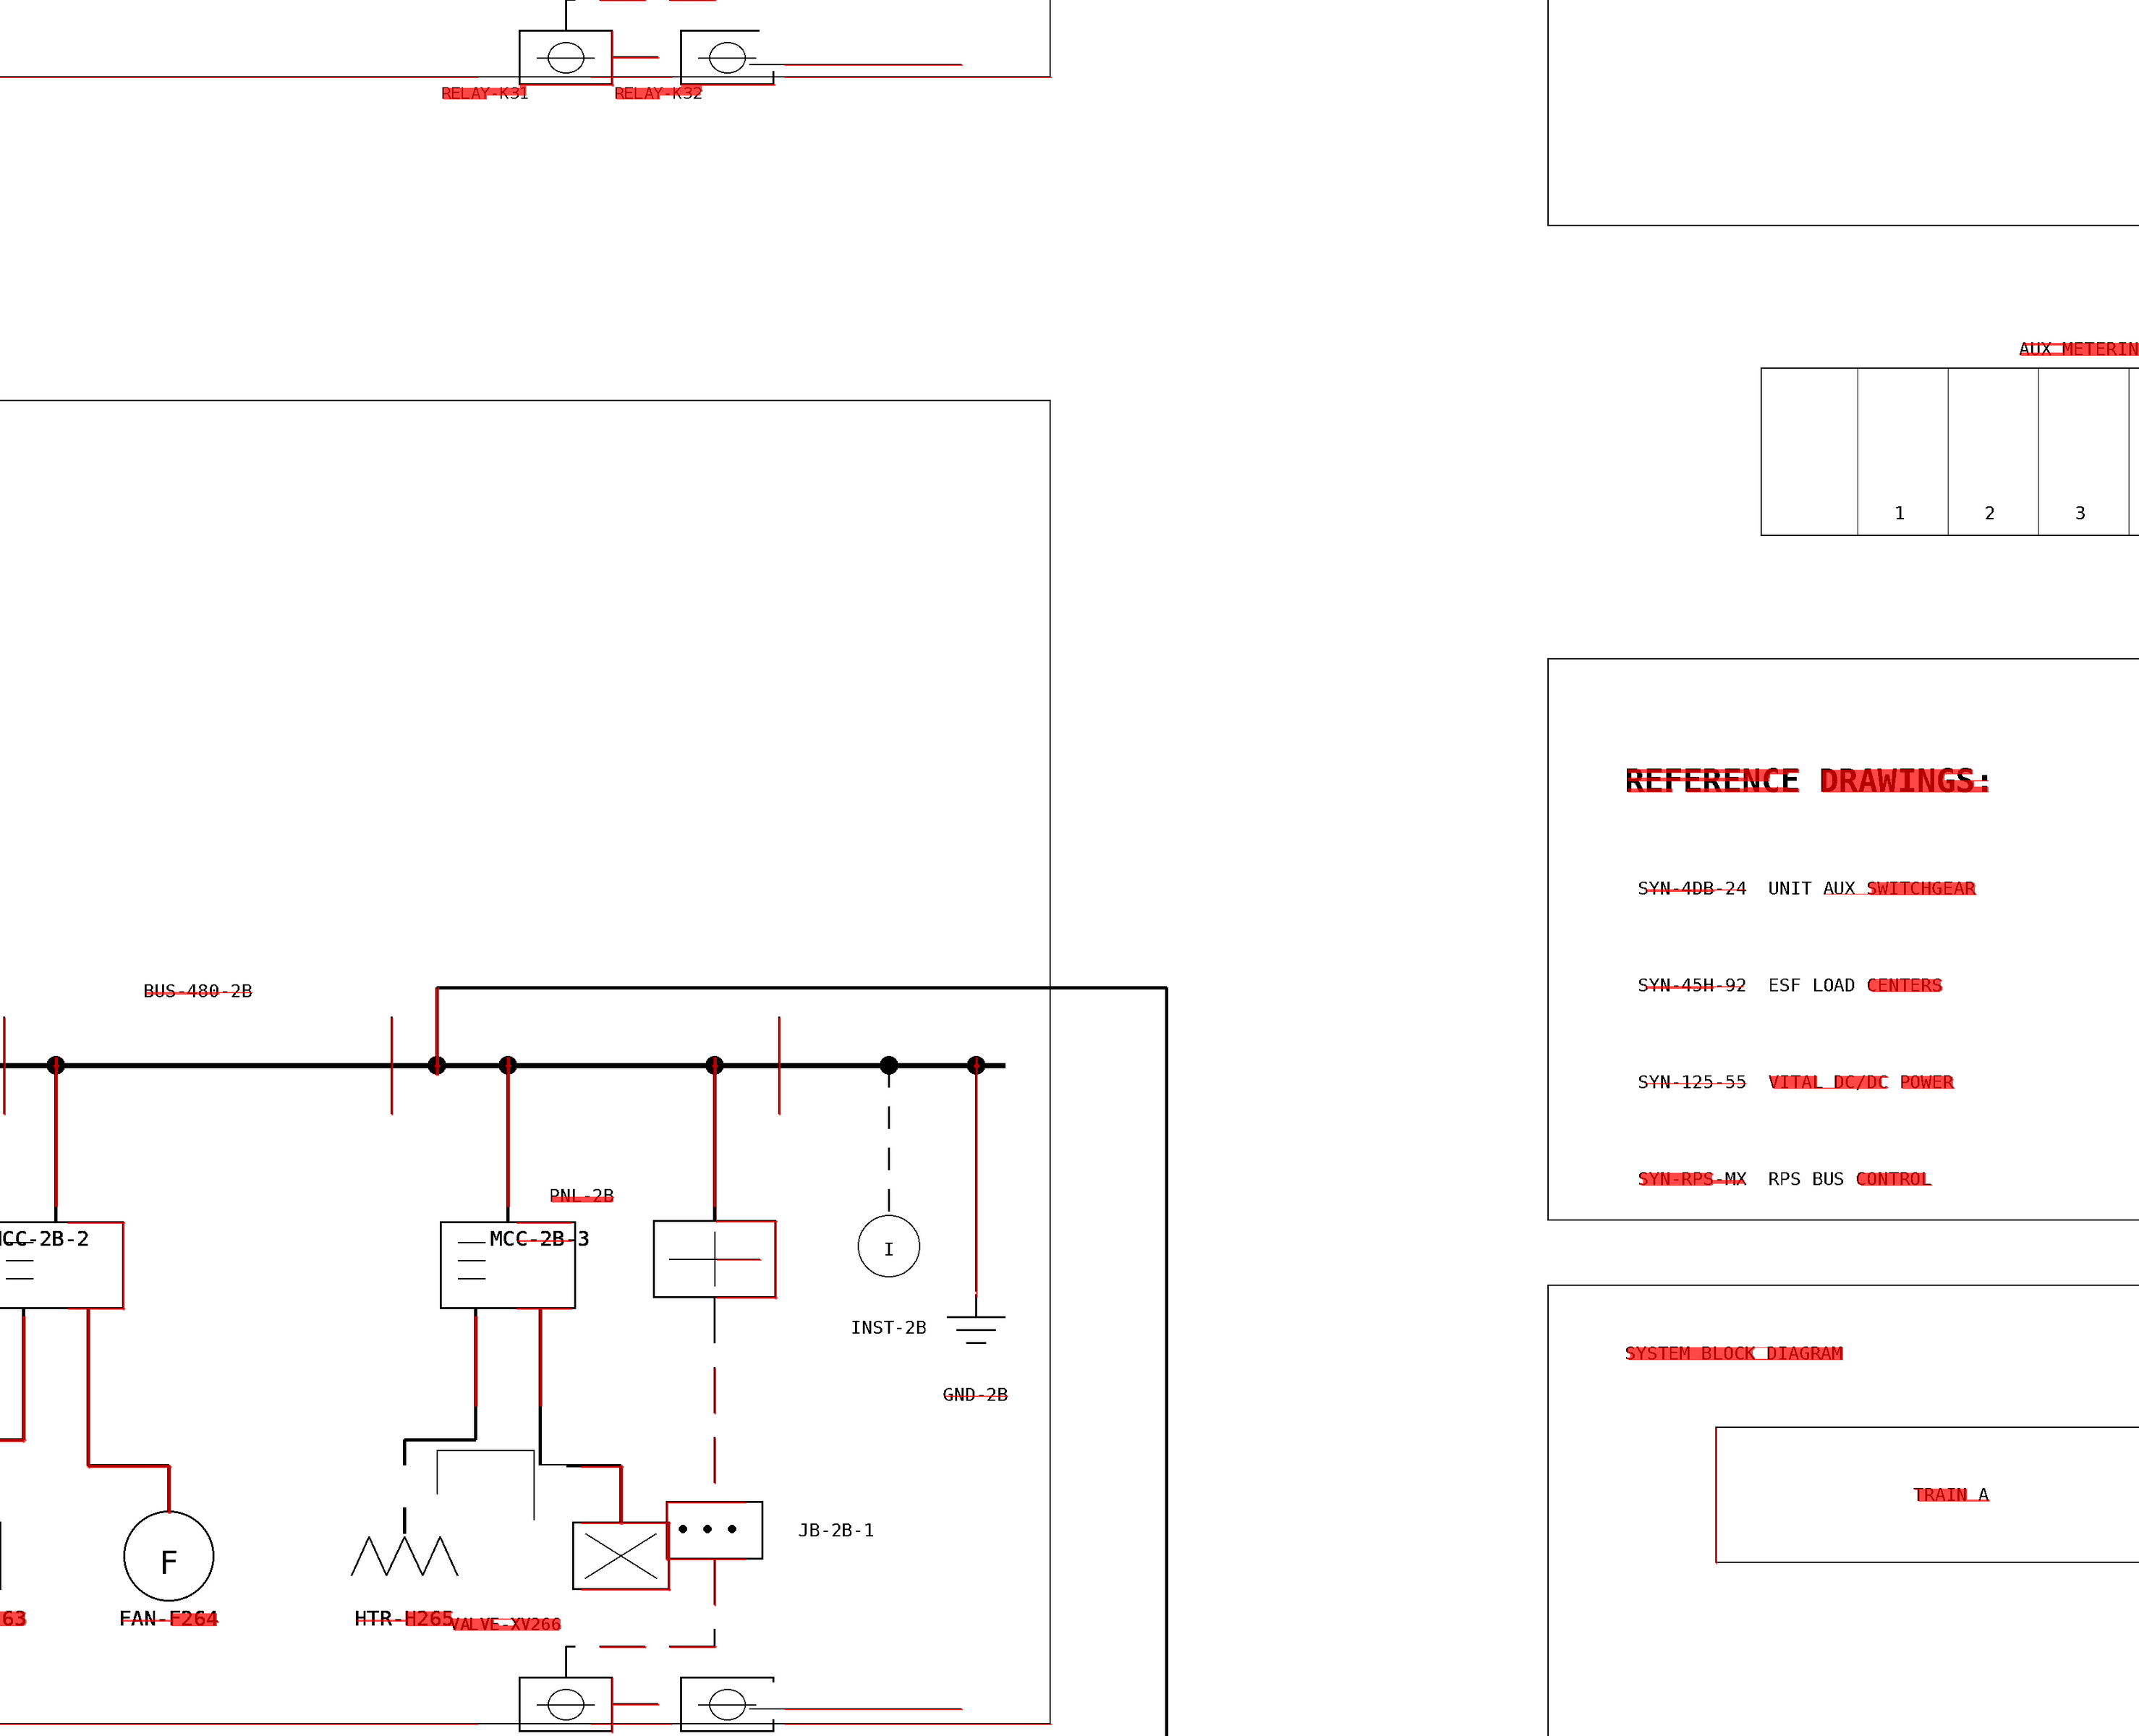 RELAY-K31 RELAY-K32
AUX
1 2 3
REFERENCE DRAWINGS:
SYN-4DB-24 UNIT AUX SWITCHGEAR
SYN-45H-92 ESF LOAD CENTERS
SYN-125-55 VITAL DC/DC POWER
SYN-RPS-MX RPS BUS CONTROL
BUS-480-2B
PNL-2B
MCC-2B-3
CC-2B-2
I
INST-2B
GND-2B
SYSTEM BLOCK DIAGRAM
TRAIN A
JB-2B-1
F
63 FAN-F264 HTR-H265 VALVE-XV266